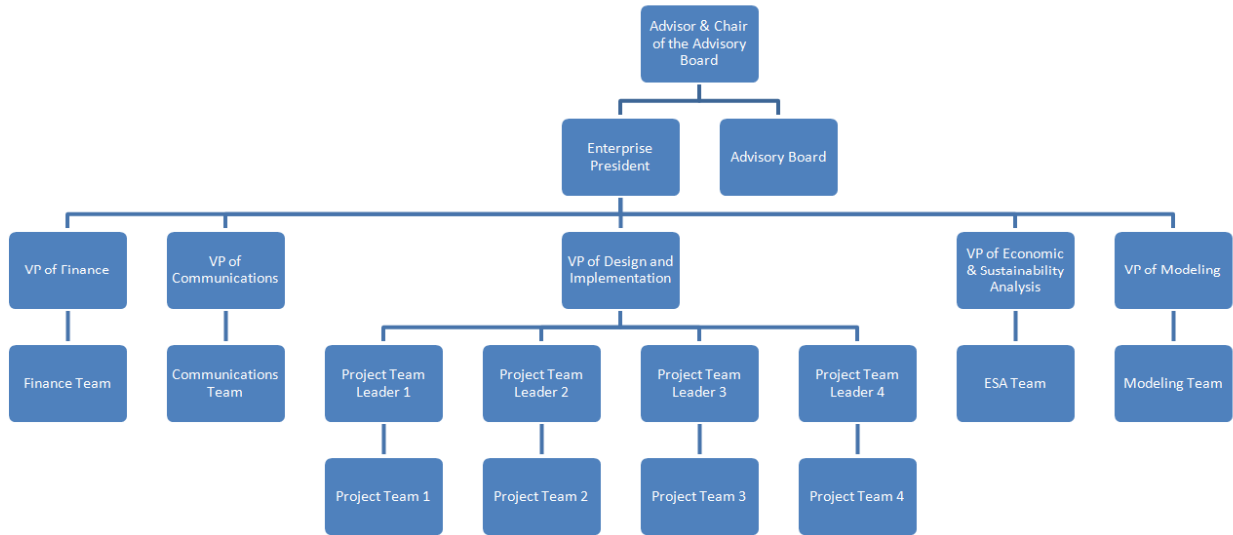 Advisor & Chair
of the Advisory
Board
Enterprise
President
Advisory Board
VP of Finance
VP of
Communications
VP of Design and
Implementation
VP of Economic
& Sustainability
Analysis
VP of Modeling
Finance Team
Communications
Team
Project Team
Leader 1
Project Team
Leader 2
Project Team
Leader 3
Project Team
Leader 4
ESA Team
Modeling Team
Project Team 1
Project Team 2
Project Team 3
Project Team 4